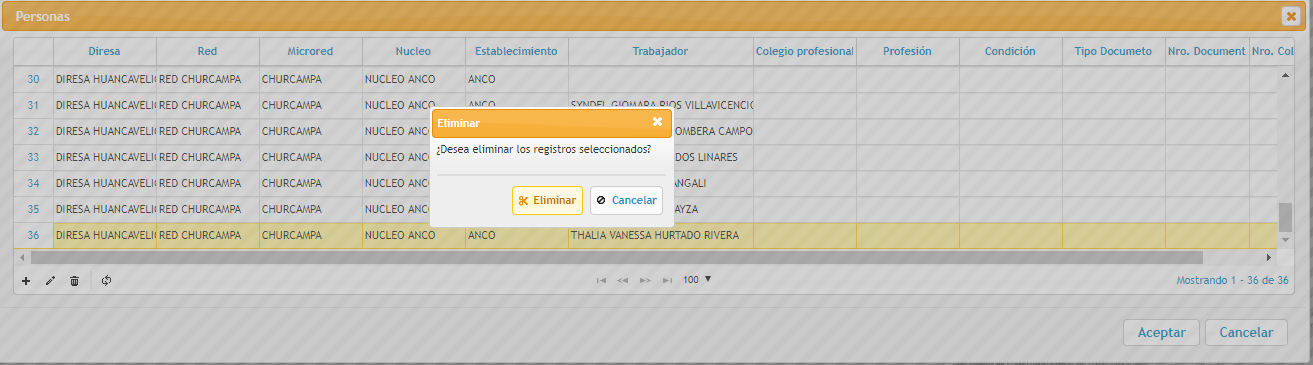 Personas
Diresa Red Microred Nucleo Establecimiento Trabajador Colegio profesional Profesión Condición Tipo Documeto Nro. Document Nro. Col
30 DIRESA HUANCAVELI RED CHURCAMPA CHURCAMPA NUCLEO ANCO ANCO
31 DIRESA HUANCAVELI RED CHURCAMPA CHURCAMPA NUCLEO ANCO ANCO SYNDEL GIOMARA RIOS VILLAVICENCIO
32 DIRESA HUANCAVELI RED CHURCAMPA CHURCAMPA NUCLEO ANC OMBERA CAMPO
33 DIRESA HUANCAVELI RED CHURCAMPA CHURCAMPA NUCLEO ANC DOS LINARES
34 DIRESA HUANCAVELI RED CHURCAMPA CHURCAMPA NUCLEO ANC ANGALI
35 DIRESA HUANCAVELI RED CHURCAMPA CHURCAMPA NUCLEO ANC AYZA
36 DIRESA HUANCAVELI RED CHURCAMPA CHURCAMPA NUCLEO ANCO ANCO THALIA VANESSA HURTADO RIVERA
Eliminar
¿Desea eliminar los registros seleccionados?
Eliminar Cancelar
100 Mostrando 1 - 36 de 36
Aceptar Cancelar